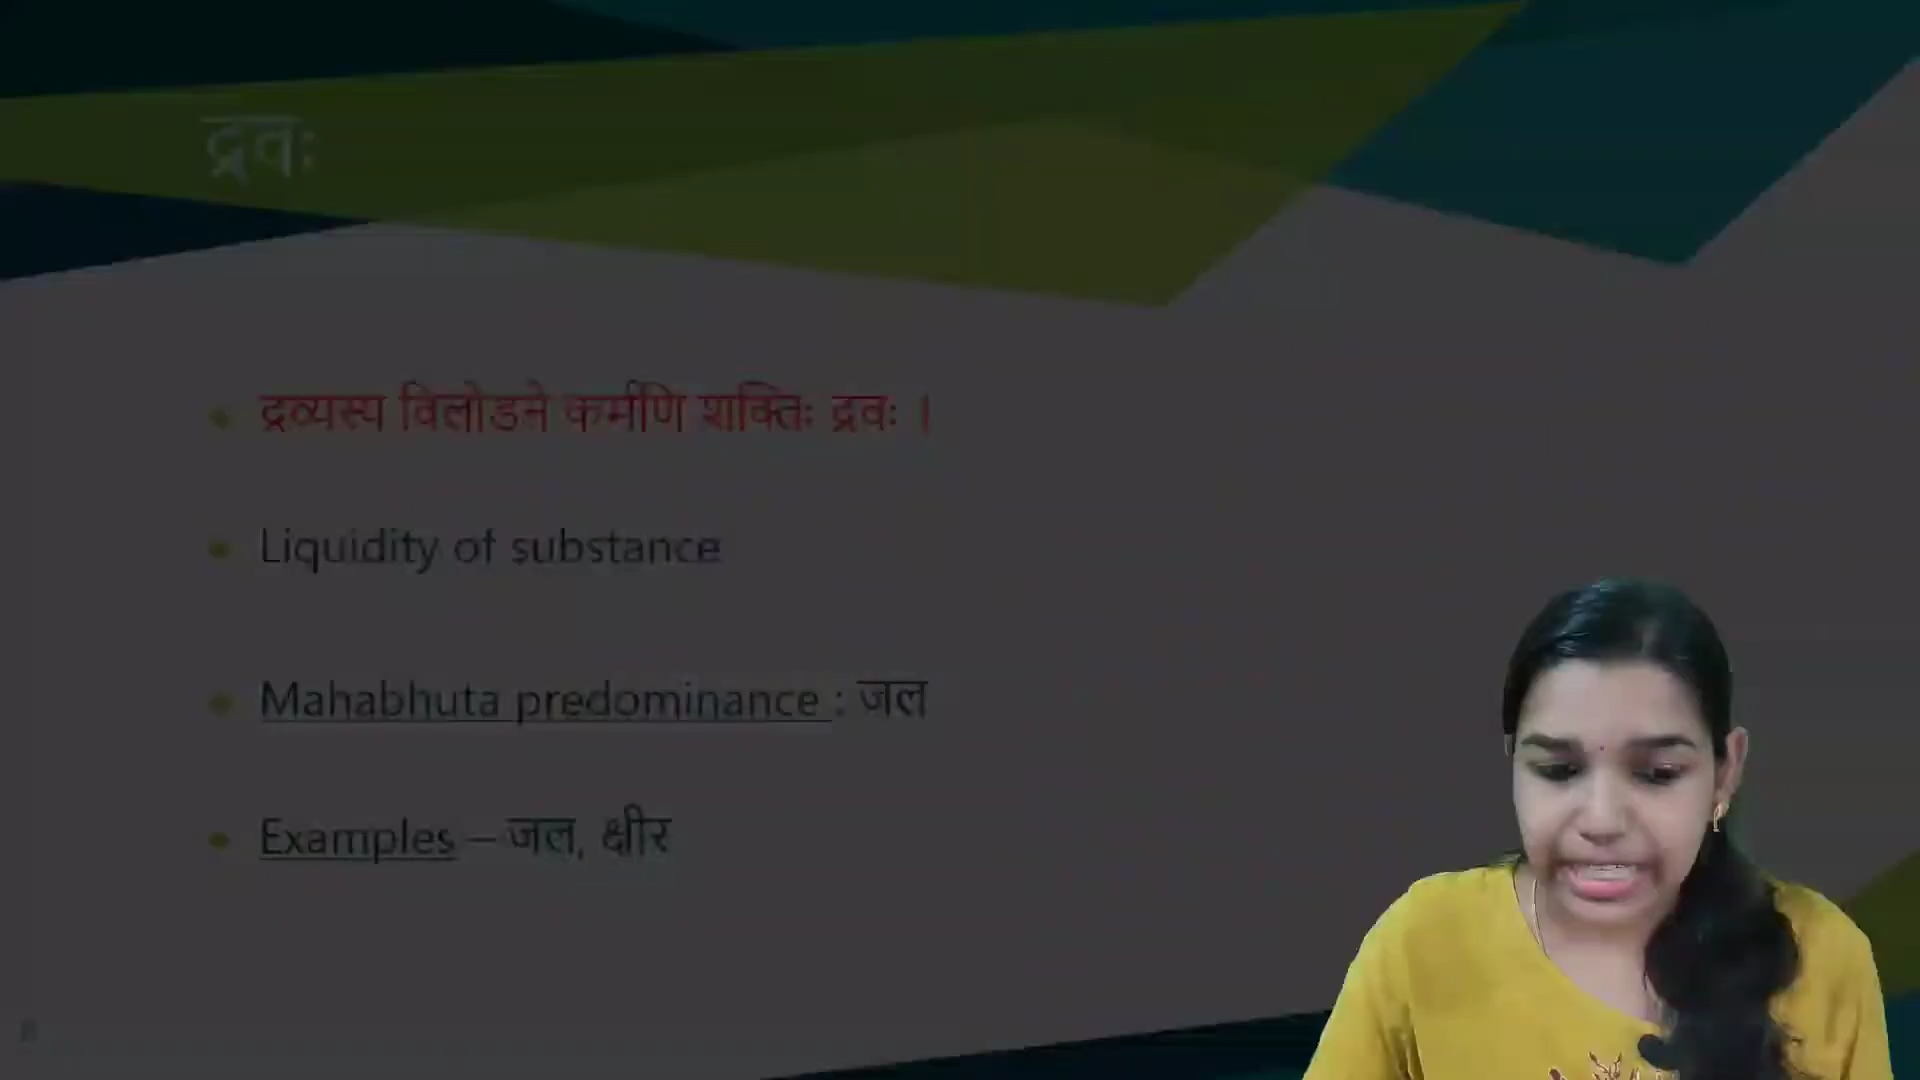 द्रवः
द्रव्यस्य विलोडने कर्मणि शक्तिः द्रवः ।
Liquidity of substance
Mahabhuta predominance : जल
Examples – जल, क्षीर